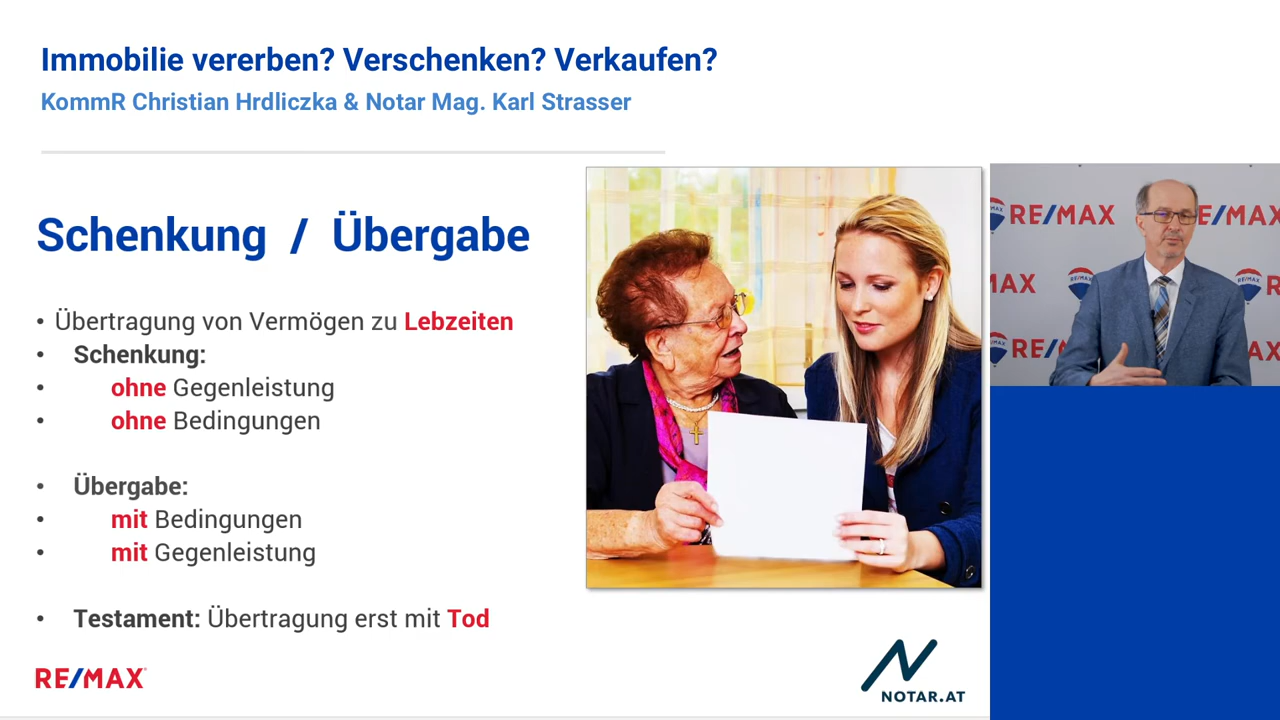 Immobilie vererben? Verschenken? Verkaufen?
KommR Christian Hrdliczka & Notar Mag. Karl Strasser
Schenkung / Übergabe
• Übertragung von Vermögen zu Lebzeiten
• Schenkung:
• ohne Gegenleistung
• ohne Bedingungen
• Übergabe:
• mit Bedingungen
• mit Gegenleistung
• Testament: Übertragung erst mit Tod
RE/MAX
NOTAR.AT
RE/MAX
E/MAX
MAX
RE/MAX
RE/MAX
R
RE/
AX